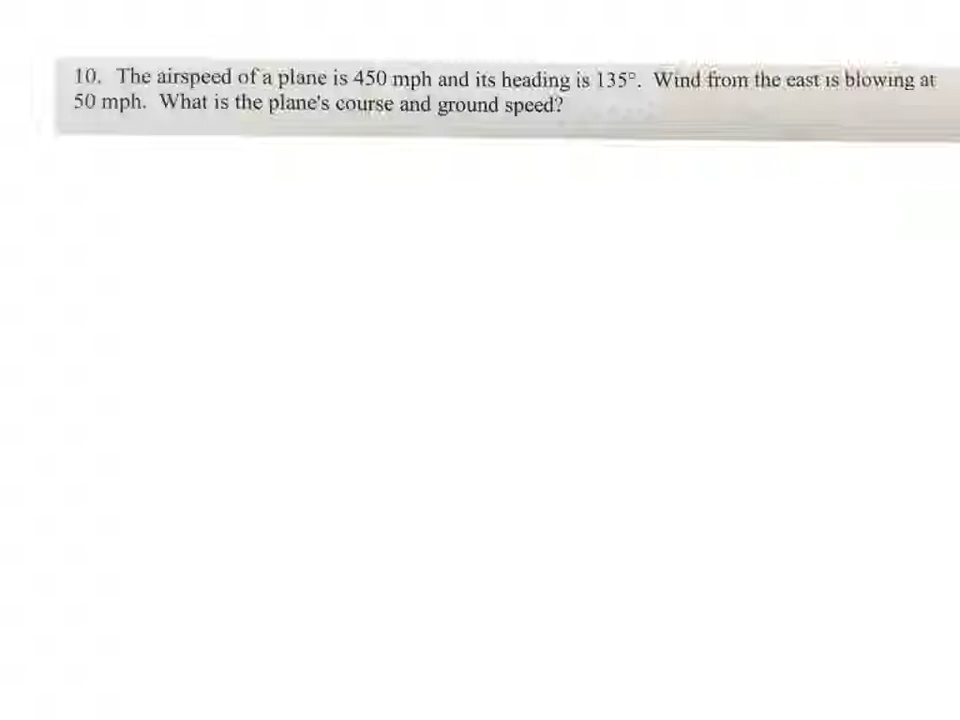 10. The airspeed of a plane is 450 mph and its heading is 135°. Wind from the east is blowing at
50 mph. What is the plane's course and ground speed?